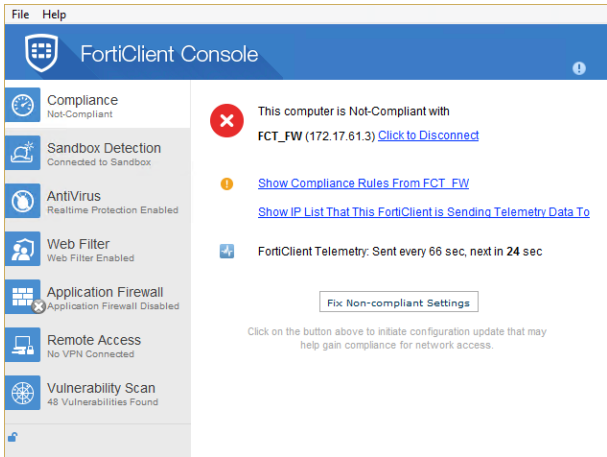 File Help
FortiClient Console
Compliance
Not-Compliant
Sandbox Detection
Connected to Sandbox
AntiVirus
Realtime Protection Enabled
Web Filter
Web Filter Enabled
Application Firewall
Application Firewall Disabled
Remote Access
No VPN Connected
Vulnerability Scan
48 Vulnerabilities Found
This computer is Not-Compliant with
FCT_FW (172.17.61.3) Click to Disconnect
Show Compliance Rules From FCT_FW
Show IP List That This FortiClient is Sending Telemetry Data To
FortiClient Telemetry: Sent every 66 sec, next in 24 sec
Fix Non-compliant Settings
Click on the button above to initiate configuration update that may
help gain compliance for network access.